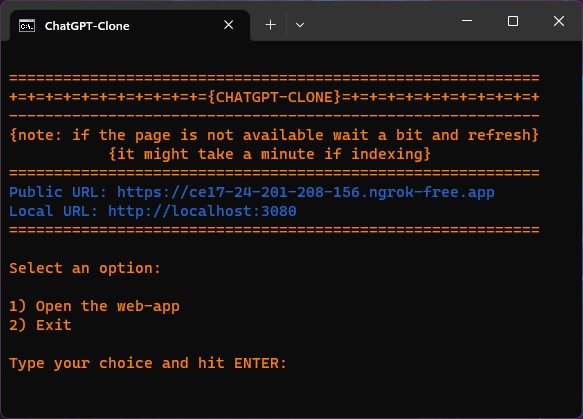 ChatGPT-Clone
===========================================================
+=+=+=+=+=+=+=+=+=+=+={CHATGPT-CLONE}=+=+=+=+=+=+=+=+=+=+=+
-----------------------------------------------------------
{note: if the page is not available wait a bit and refresh}
{it might take a minute if indexing}
===========================================================
Public URL: https://ce17-24-201-208-156.ngrok-free.app
Local URL: http://localhost:3080
===========================================================
Select an option:
1) Open the web-app
2) Exit
Type your choice and hit ENTER: